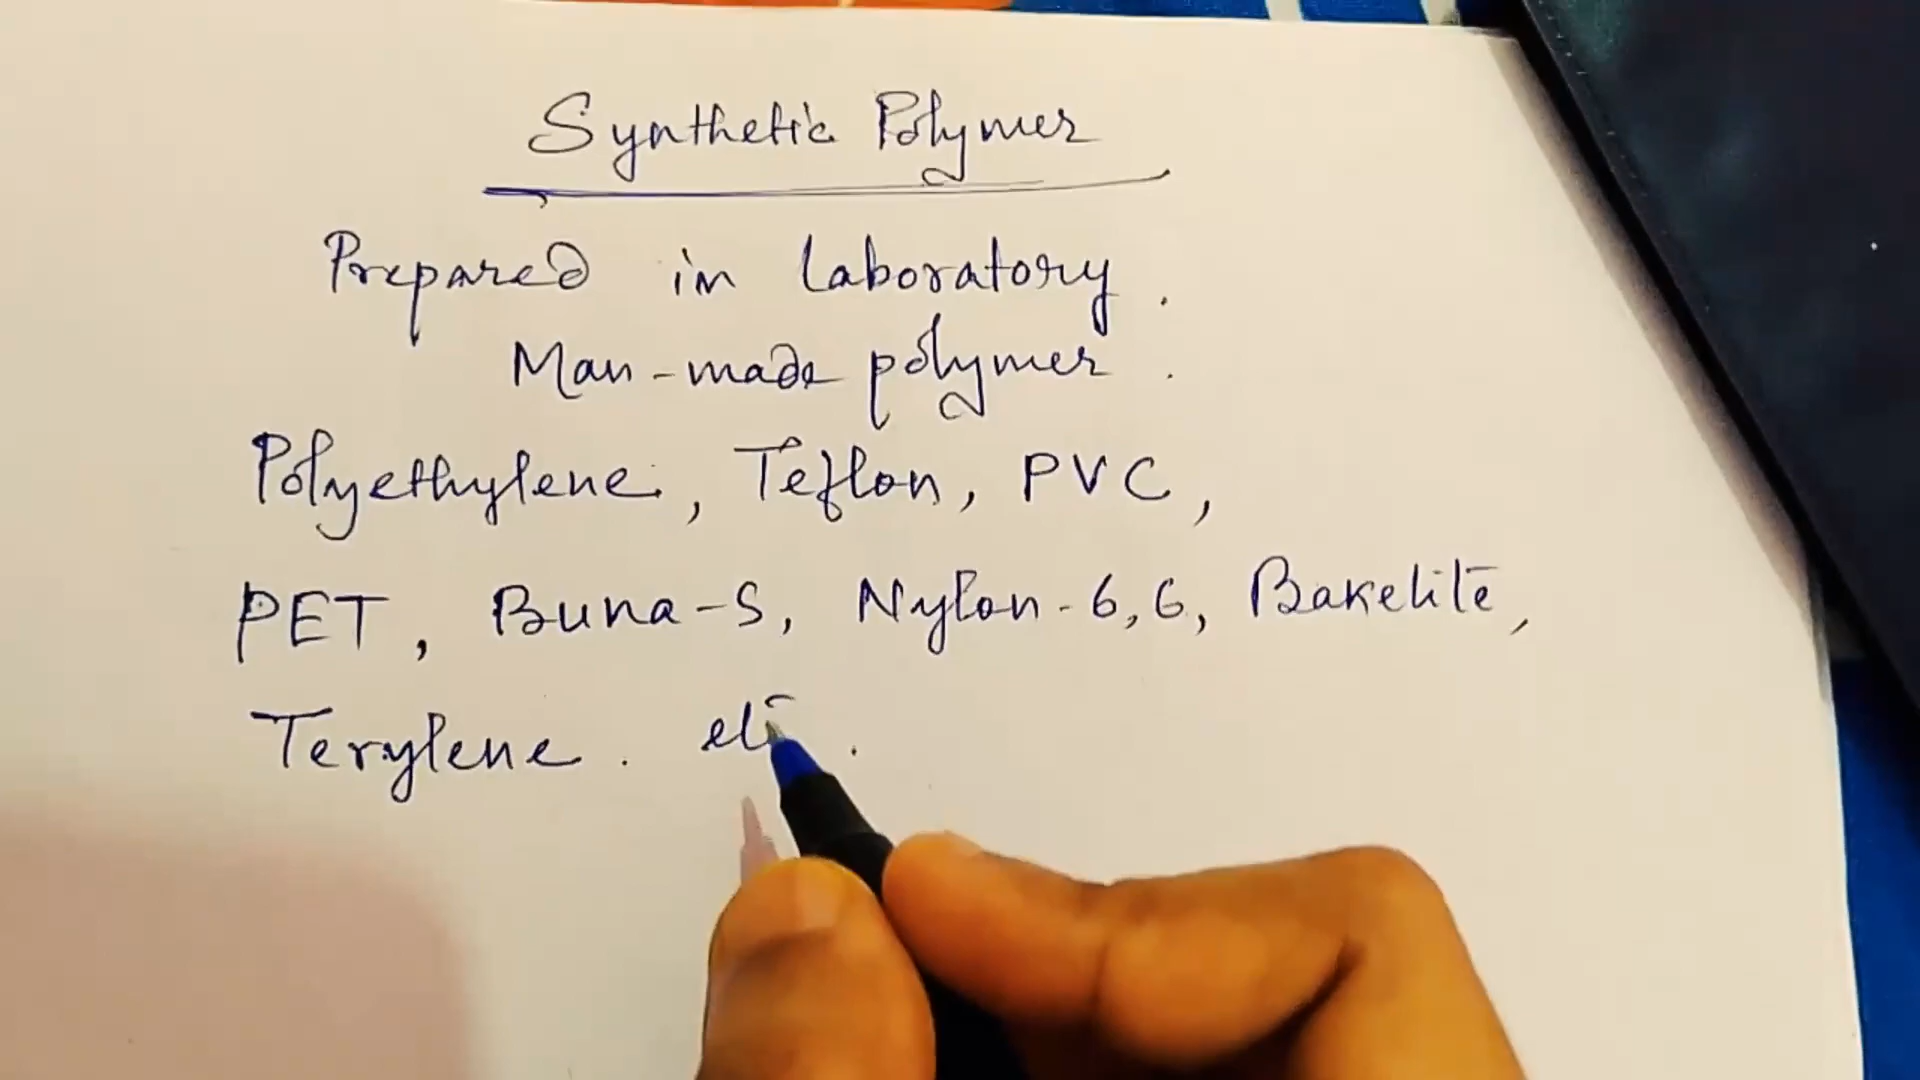 Synthetic Polymer
Prepared in Laboratory.
Man-made polymer.
Polyethylene, Teflon, PVC,
PET, Buna-S, Nylon-6,6, Bakelite,
Terylene.